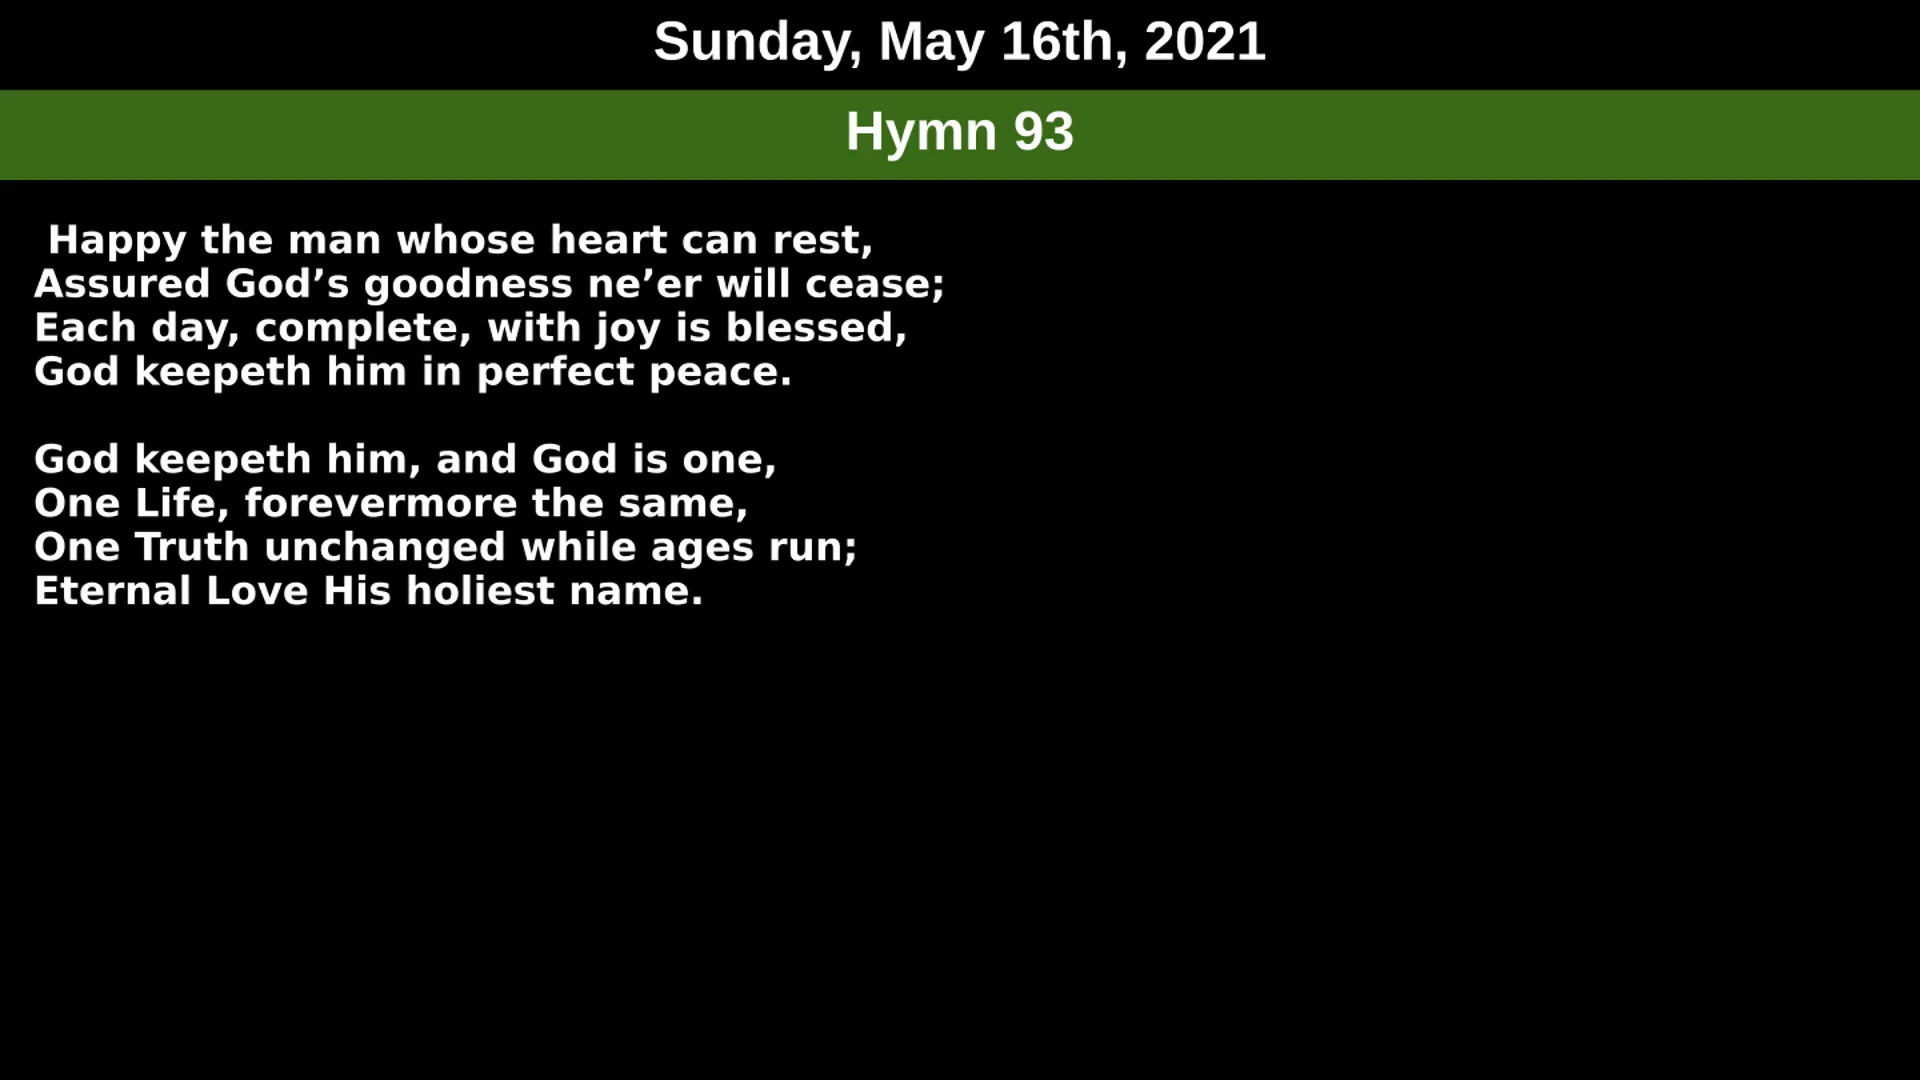 Sunday, May 16th, 2021
Hymn 93
Happy the man whose heart can rest,
Assured God’s goodness ne’er will cease;
Each day, complete, with joy is blessed,
God keepeth him in perfect peace.
God keepeth him, and God is one,
One Life, forevermore the same,
One Truth unchanged while ages run;
Eternal Love His holiest name.